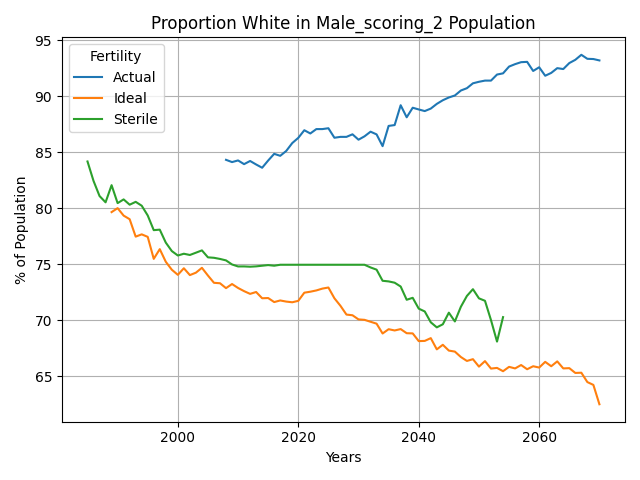 Proportion White in Male_scoring_2 Population
Fertility
Actual
Ideal
Sterile
% of Population
95
90
85
80
75
70
65
2000
2020
2040
2060
Years